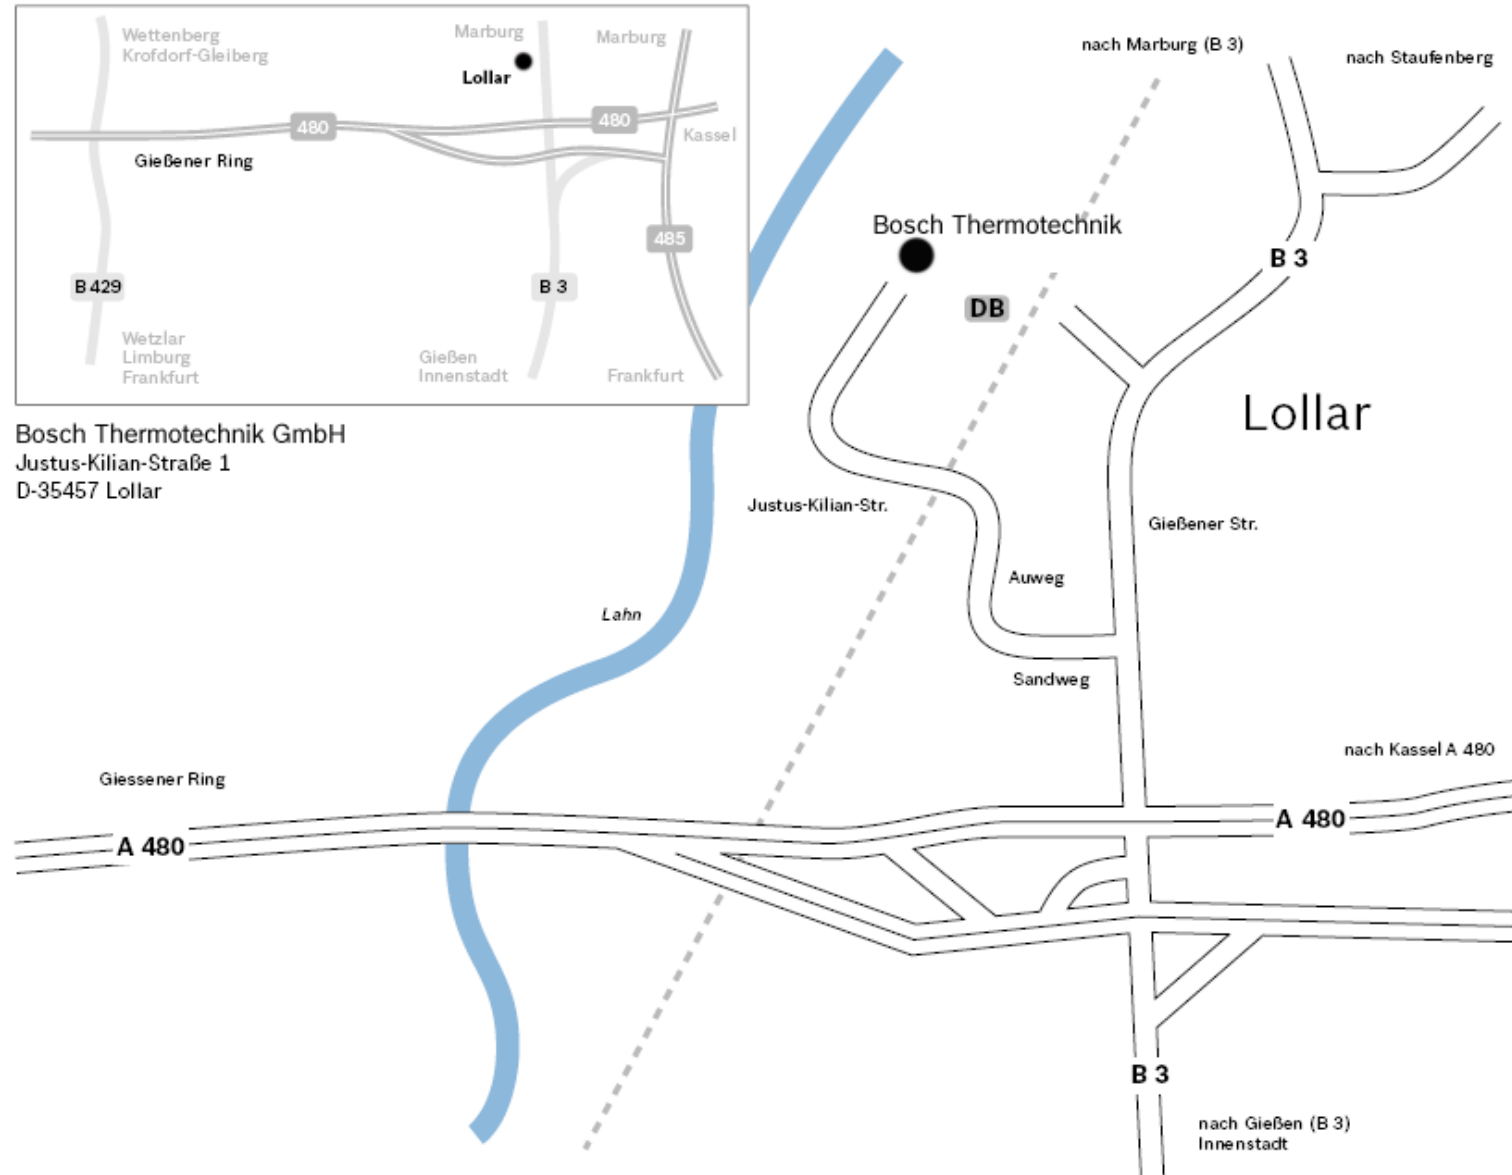 Wettenberg
Krofdorf-Gleiberg
Marburg
Marburg
Lollar
480
480
Kassel
Gießener Ring
485
B 429
B 3
Wetzlar
Limburg
Frankfurt
Gießen
Innenstadt
Frankfurt
Bosch Thermotechnik GmbH
Justus-Kilian-Straße 1
D-35457 Lollar
nach Marburg (B 3)
nach Staufenberg
Bosch Thermotechnik
B 3
DB
Lollar
Justus-Kilian-Str.
Gießener Str.
Auweg
Lahn
Sandweg
nach Kassel A 480
Giessener Ring
A 480
A 480
B 3
nach Gießen (B 3)
Innenstadt